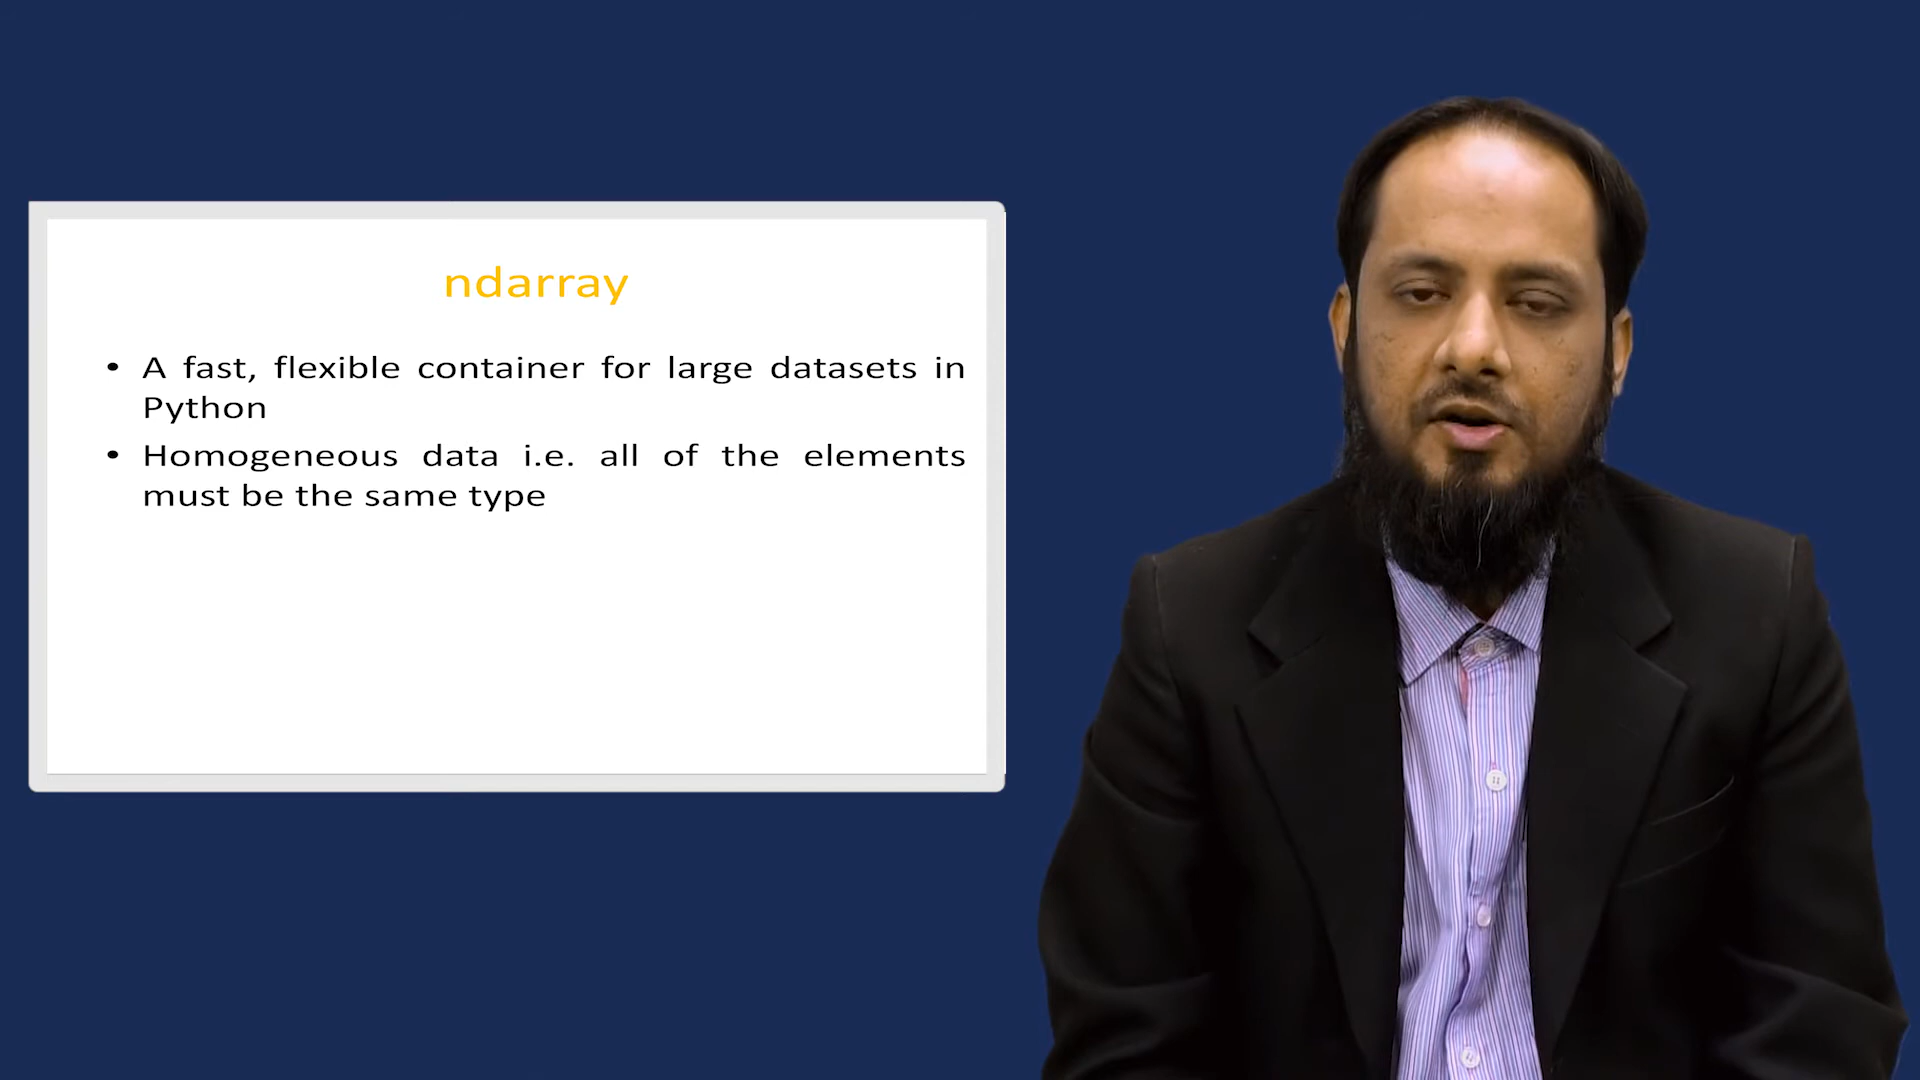 ndarray
• A fast, flexible container for large datasets in
Python
• Homogeneous data i.e. all of the elements
must be the same type